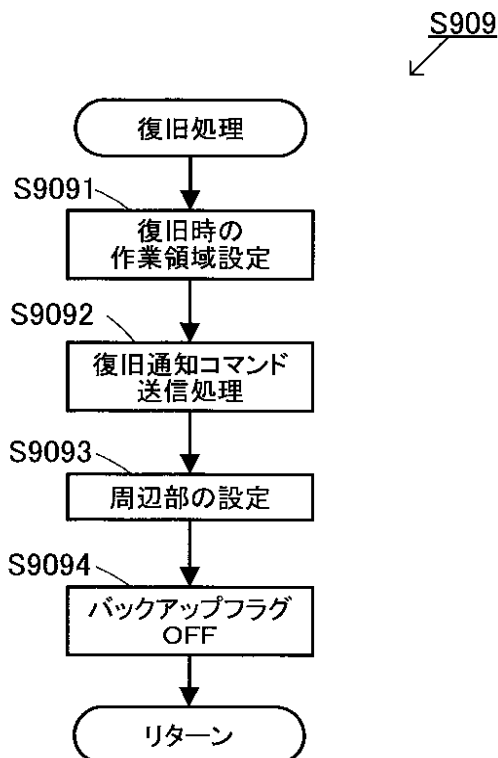 S909
復旧処理
S9091
復旧時の
作業領域設定
S9092
復旧通知コマンド
送信処理
S9093
周辺部の設定
S9094
バックアップフラグ
OFF
リターン